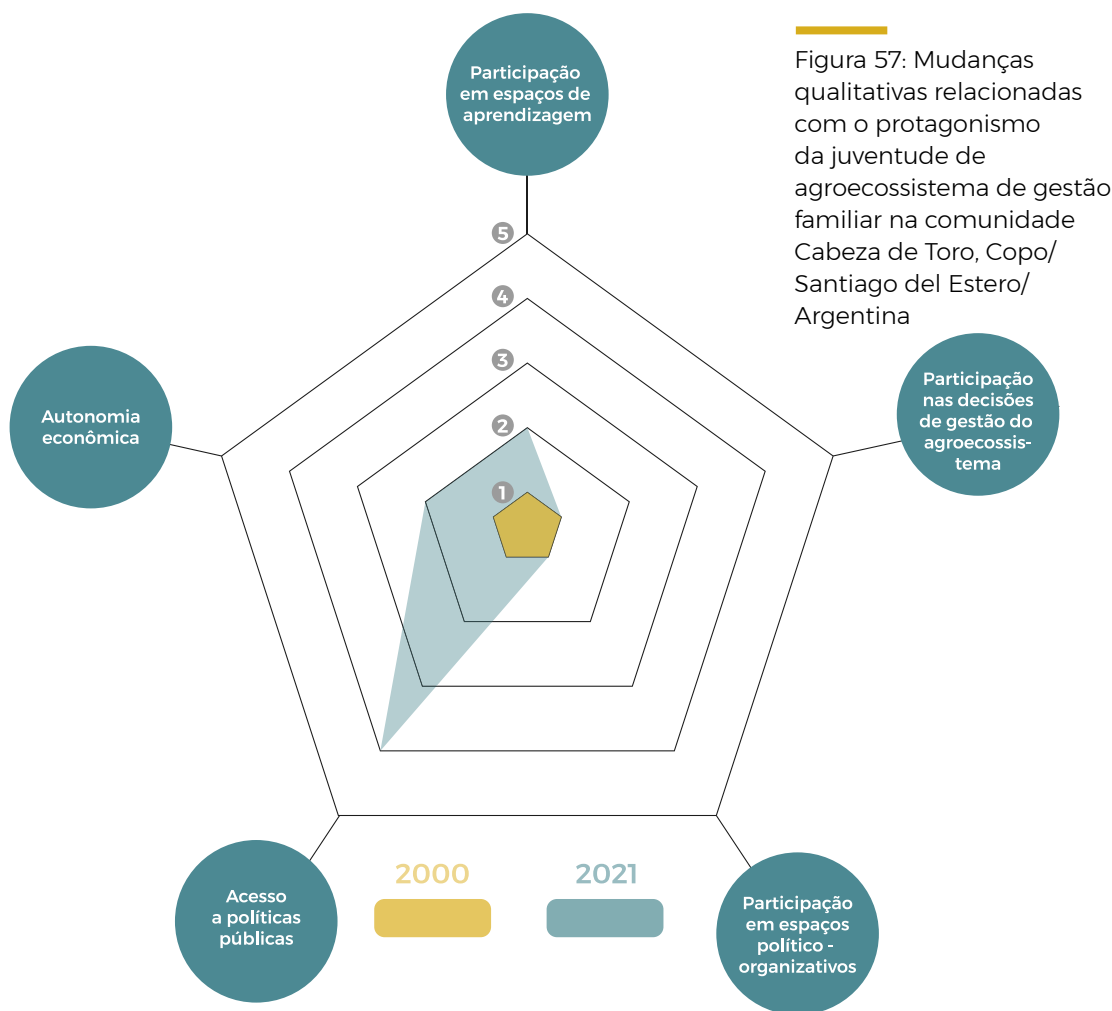 Participação
em espaços de
aprendizagem
Figura 57: Mudanças
qualitativas relacionadas
com o protagonismo
da juventude de
agroecossistema de gestão
familiar na comunidade
Cabeza de Toro, Copo/
Santiago del Estero/
Argentina
5
4
3
2
1
Autonomia
econômica
Participação
nas decisões
de gestão do
agroecossis-
tema
Acesso
a políticas
públicas
2000
2021
Participação
em espaços
político -
organizativos